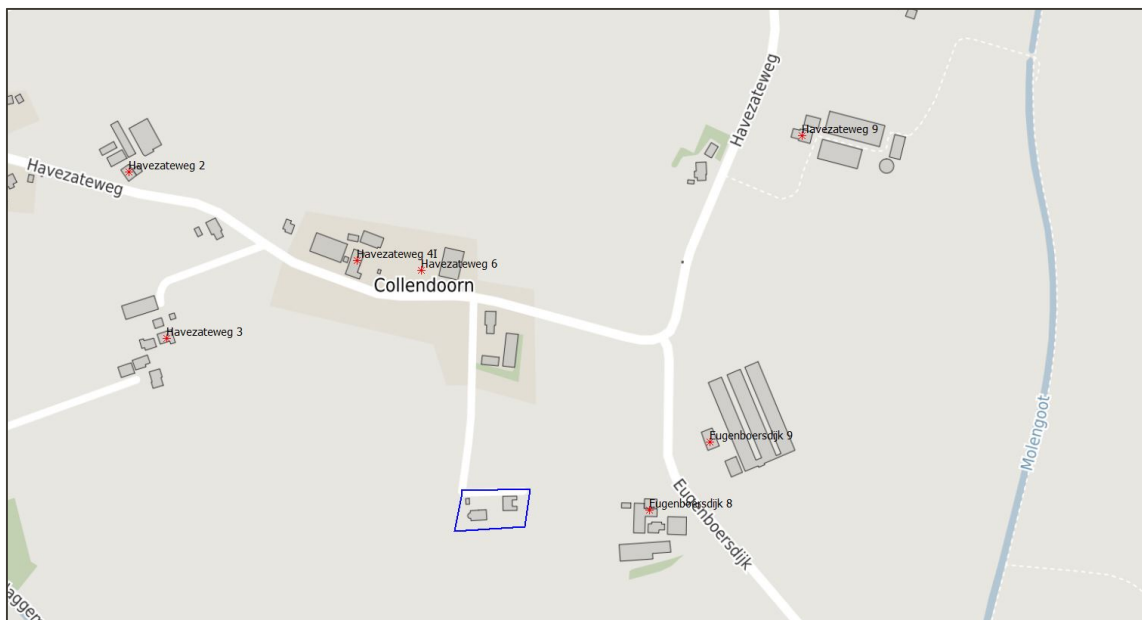 Havezateweg
Havezateweg 9
Havezateweg 2
Havezateweg
Havezateweg 4I
Havezateweg 6
Collendoorn
Havezateweg 3
Eugenboersdijk 9
Molengoot
Eugenboersdijk 8
Eugenboersdijk